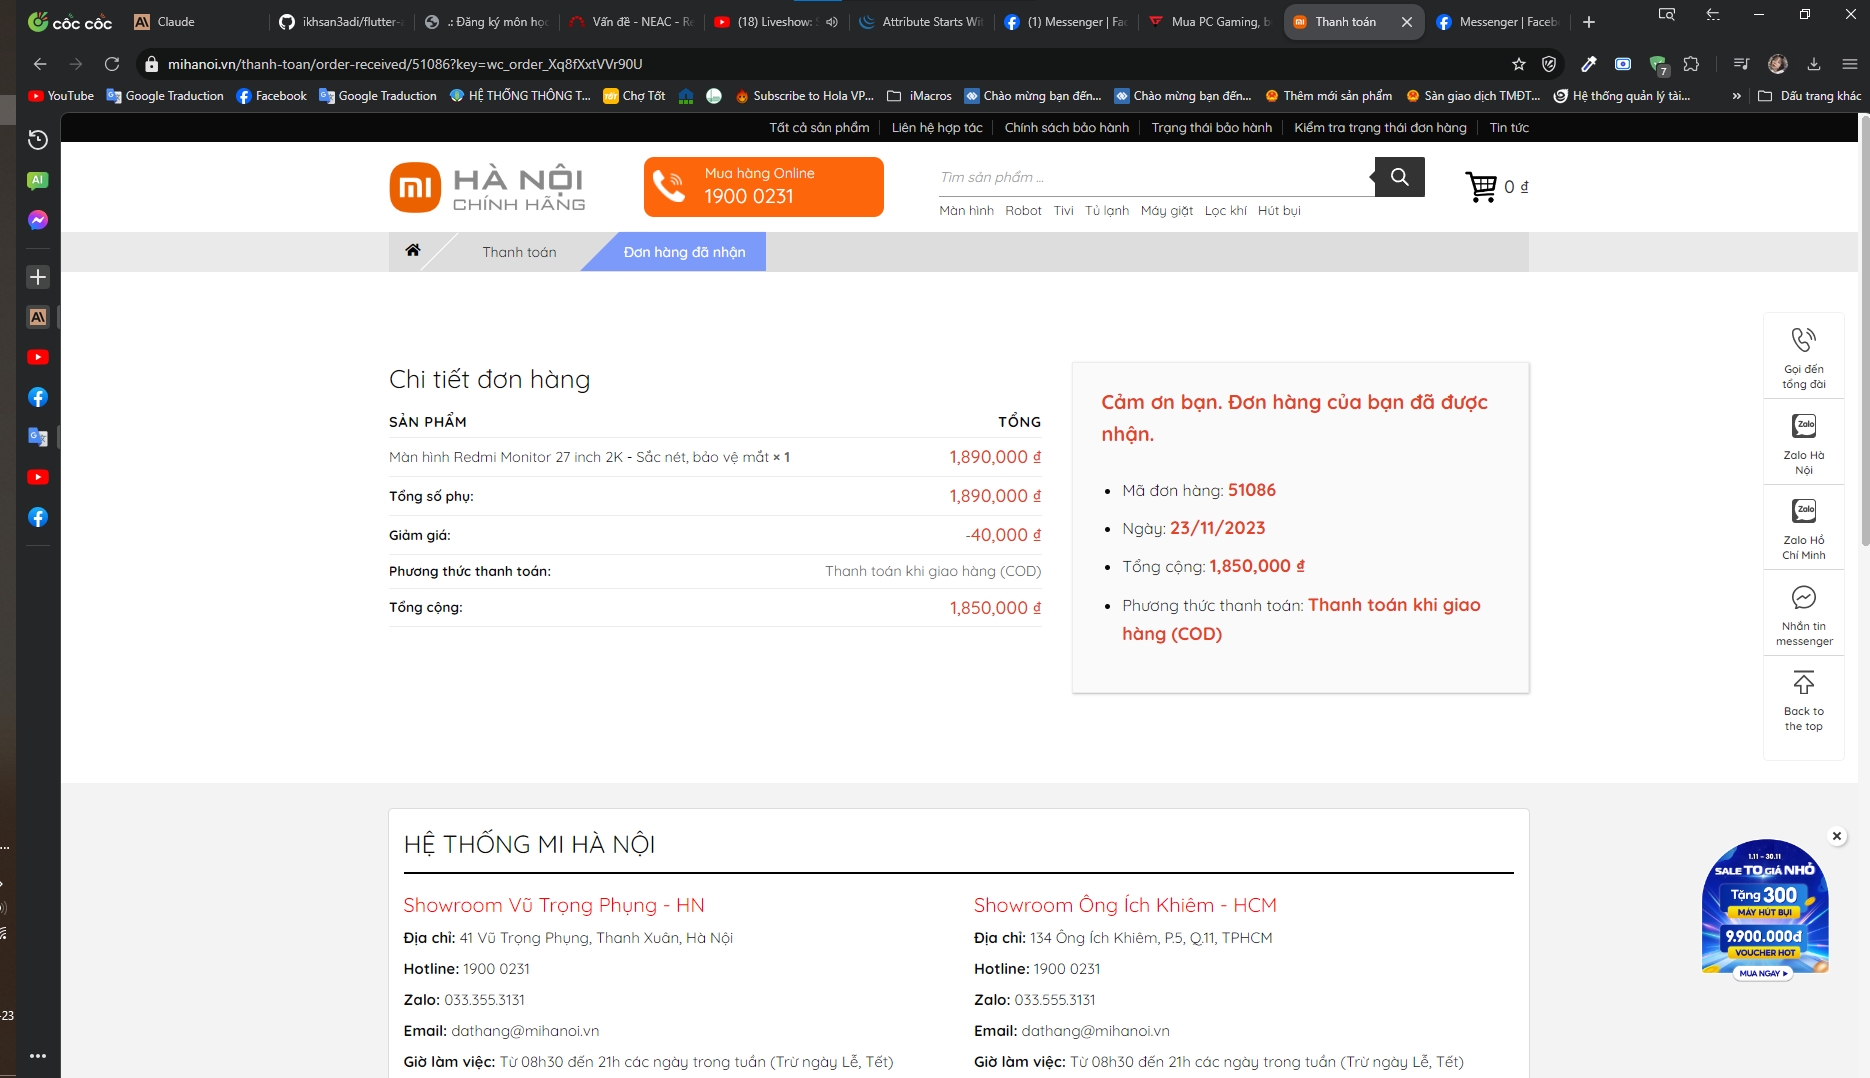 cốc cốc
Claude
ikhsan3adi/flutter-
.: Đăng ký môn học
Vấn đề - NEAC - Re
(18) Liveshow: S
Attribute Starts Wit
(1) Messenger | Fac
Mua PC Gaming, b
Thanh toán
Messenger | Facebo
mihanoi.vn/thanh-toan/order-received/51086?key=wc_order_Xq8fXxtVVr90U
7
YouTube
Google Traduction
Facebook
Google Traduction
HỆ THỐNG THÔNG T...
Chợ Tốt
Subscribe to Hola VP...
iMacros
Chào mừng bạn đến...
Chào mừng bạn đến...
Thêm mới sản phẩm
Sàn giao dịch TMĐT...
Hệ thống quản lý tài...
Dấu trang khác
Tất cả sản phẩm
Liên hệ hợp tác
Chính sách bảo hành
Trạng thái bảo hành
Kiểm tra trạng thái đơn hàng
Tin tức
HÀ NỘI
CHÍNH HÃNG
Mua hàng Online
1900 0231
Tìm sản phẩm ...
0 ₫
Màn hình Robot Tivi Tủ lạnh Máy giặt Lọc khí Hút bụi
Thanh toán
Đơn hàng đã nhận
Chi tiết đơn hàng
SẢN PHẨM TỔNG
Màn hình Redmi Monitor 27 inch 2K - Sắc nét, bảo vệ mắt × 1 1,890,000 ₫
Tổng số phụ: 1,890,000 ₫
Giảm giá: -40,000 ₫
Phương thức thanh toán: Thanh toán khi giao hàng (COD)
Tổng cộng: 1,850,000 ₫
Cảm ơn bạn. Đơn hàng của bạn đã được
nhận.
Mã đơn hàng: 51086
Ngày: 23/11/2023
Tổng cộng: 1,850,000 ₫
Phương thức thanh toán: Thanh toán khi giao
hàng (COD)
Gọi đến
tổng đài
Zalo
Zalo Hà
Nội
Zalo
Zalo Hồ
Chí Minh
Nhắn tin
messenger
Back to
the top
HỆ THỐNG MI HÀ NỘI
Showroom Vũ Trọng Phụng - HN
Địa chỉ: 41 Vũ Trọng Phụng, Thanh Xuân, Hà Nội
Hotline: 1900 0231
Zalo: 033.355.3131
Email: dathang@mihanoi.vn
Giờ làm việc: Từ 08h30 đến 21h các ngày trong tuần (Trừ ngày Lễ, Tết)
Showroom Ông Ích Khiêm - HCM
Địa chỉ: 134 Ông Ích Khiêm, P.5, Q.11, TPHCM
Hotline: 1900 0231
Zalo: 033.555.3131
Email: dathang@mihanoi.vn
Giờ làm việc: Từ 08h30 đến 21h các ngày trong tuần (Trừ ngày Lễ, Tết)
1.11 - 30.11
SALE TO GIÁ NHỎ
Tặng 300
MÁY HÚT BỤI
9.900.000đ
VOUCHER HOT
MUA NGAY
-23